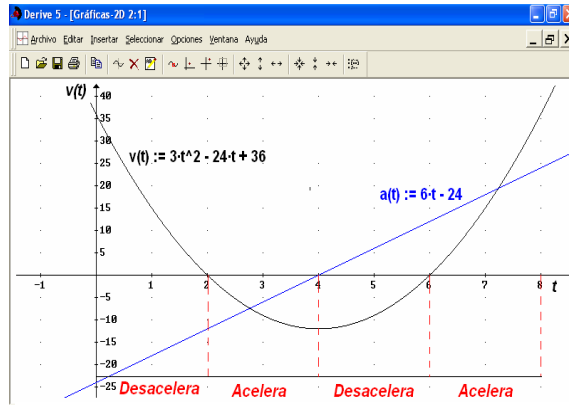 Derive 5 - [Gráficas-2D 2:1]
Archivo Editar Insertar Seleccionar Opciones Ventana Ayuda
v(t)
40
35
30
25
20
15
10
5
v(t) := 3·t^2 - 24·t + 36
a(t) := 6·t - 24
-1 1 2 3 4 5 6 7 8 t
-5
-10
-15
-20
-25
Desacelera Acelera Desacelera Acelera